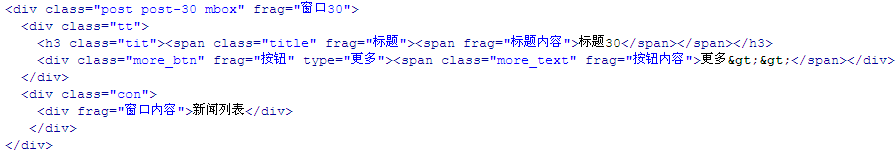 <div class="post post-30 mbox" frag="窗口30">
<div class="tt">
<h3 class="tit"><span class="title" frag="标题"><span frag="标题内容">标题30</span></span></h3>
<div class="more_btn" frag="按钮" type="更多"><span class="more_text" frag="按钮内容">更多&gt;&gt;</span></div>
</div>
<div class="con">
<div frag="窗口内容">新闻列表</div>
</div>
</div>